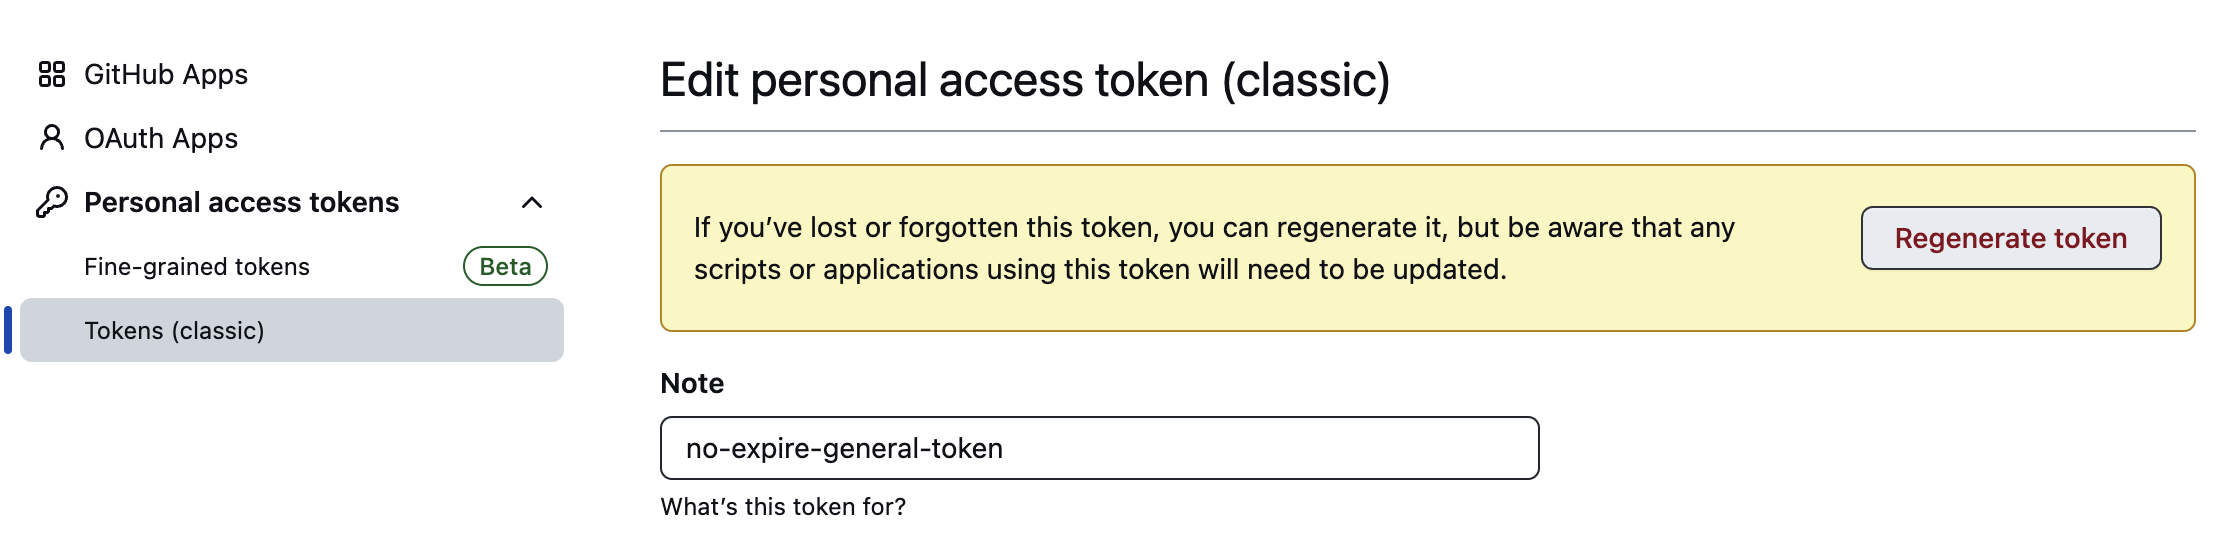 GitHub Apps
OAuth Apps
Personal access tokens
Fine-grained tokens Beta
Tokens (classic)
Edit personal access token (classic)
If you’ve lost or forgotten this token, you can regenerate it, but be aware that any
scripts or applications using this token will need to be updated.
Regenerate token
Note
no-expire-general-token
What’s this token for?